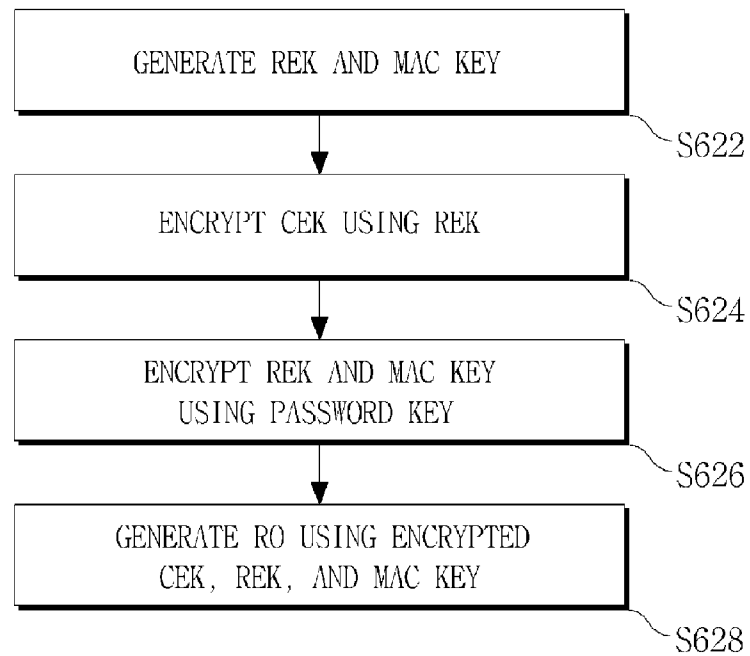 GENERATE REK AND MAC KEY
S622
ENCRYPT CEK USING REK
S624
ENCRYPT REK AND MAC KEY
USING PASSWORD KEY
S626
GENERATE RO USING ENCRYPTED
CEK, REK, AND MAC KEY
S628